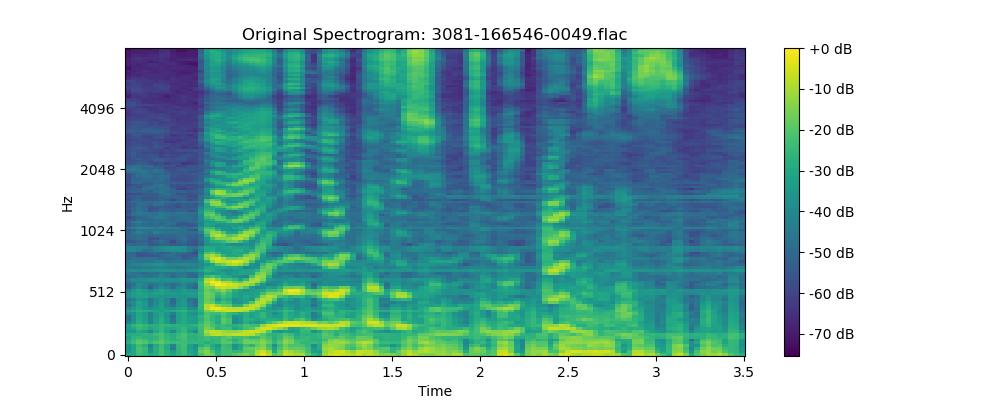 Original Spectrogram: 3081-166546-0049.flac
Hz
4096
2048
1024
512
0
0
0.5
1
1.5
2
2.5
3
3.5
Time
+0 dB
-10 dB
-20 dB
-30 dB
-40 dB
-50 dB
-60 dB
-70 dB